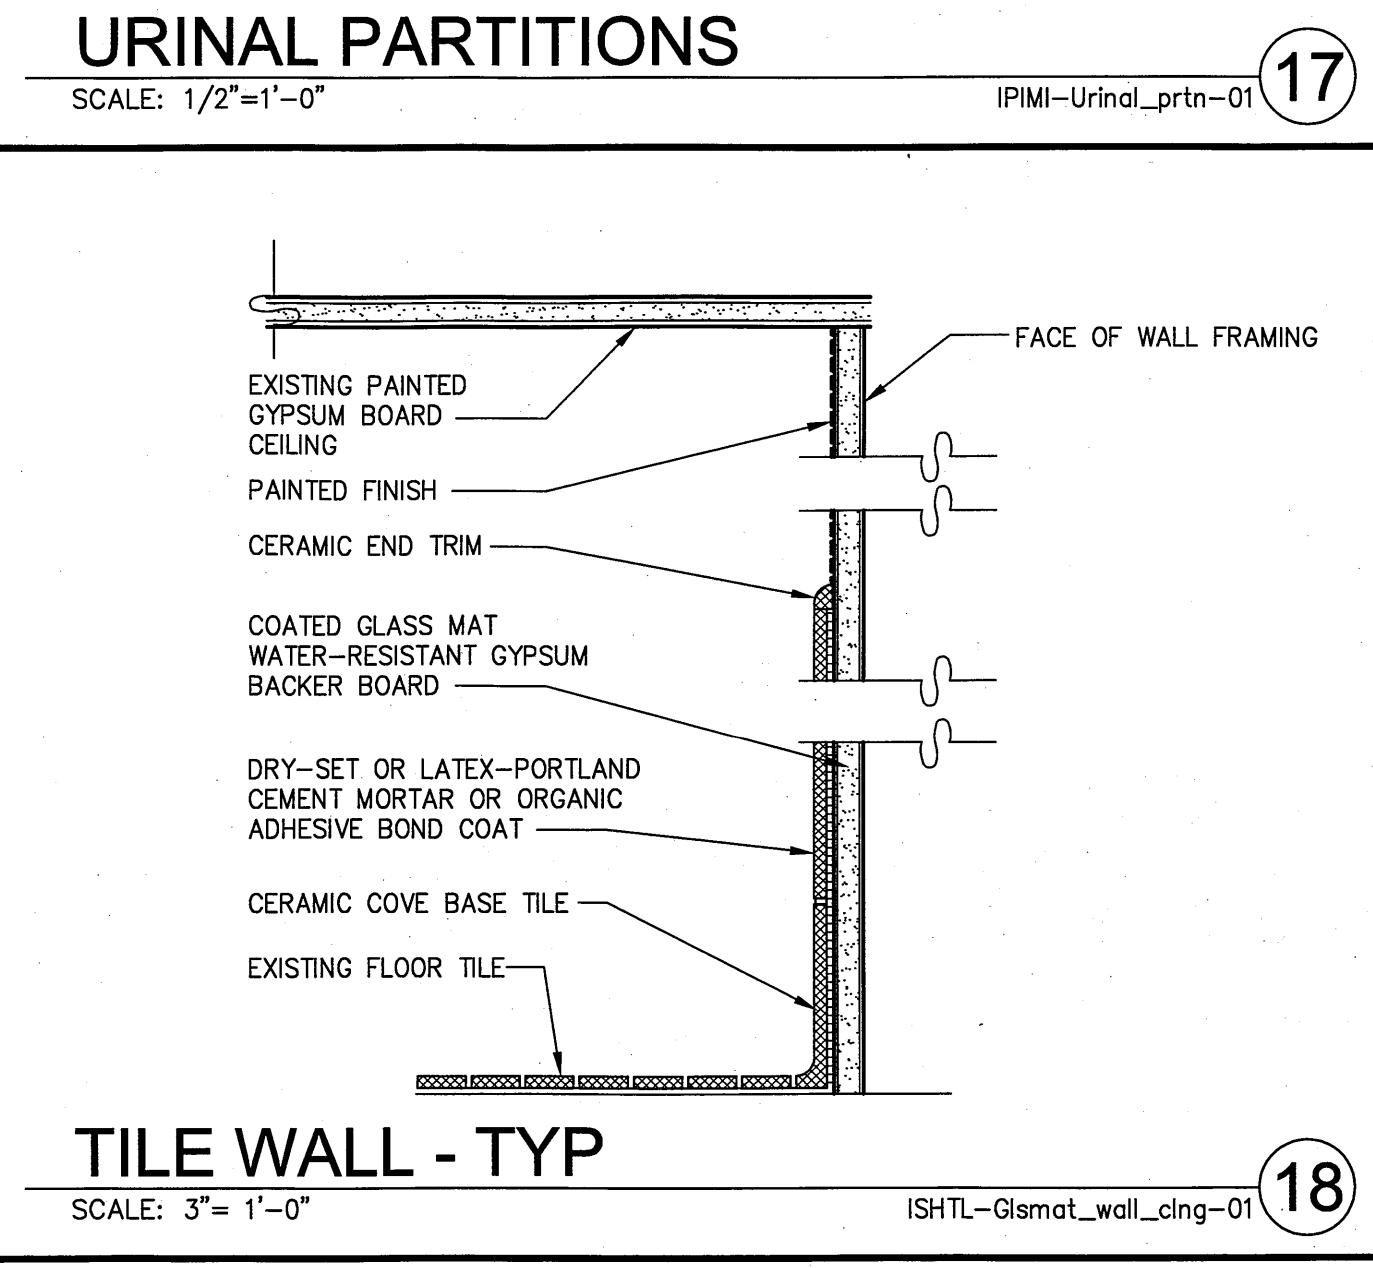 URINAL PARTITIONS
SCALE: 1/2"=1'-0"
IPIMI-Urinal_prtn-01
17
FACE OF WALL FRAMING
EXISTING PAINTED
GYPSUM BOARD
CEILING
PAINTED FINISH
CERAMIC END TRIM
COATED GLASS MAT
WATER-RESISTANT GYPSUM
BACKER BOARD
DRY-SET OR LATEX-PORTLAND
CEMENT MORTAR OR ORGANIC
ADHESIVE BOND COAT
CERAMIC COVE BASE TILE
EXISTING FLOOR TILE
TILE WALL - TYP
SCALE: 3"= 1'-0"
ISHTL-Glsmat_wall_clng-01
18